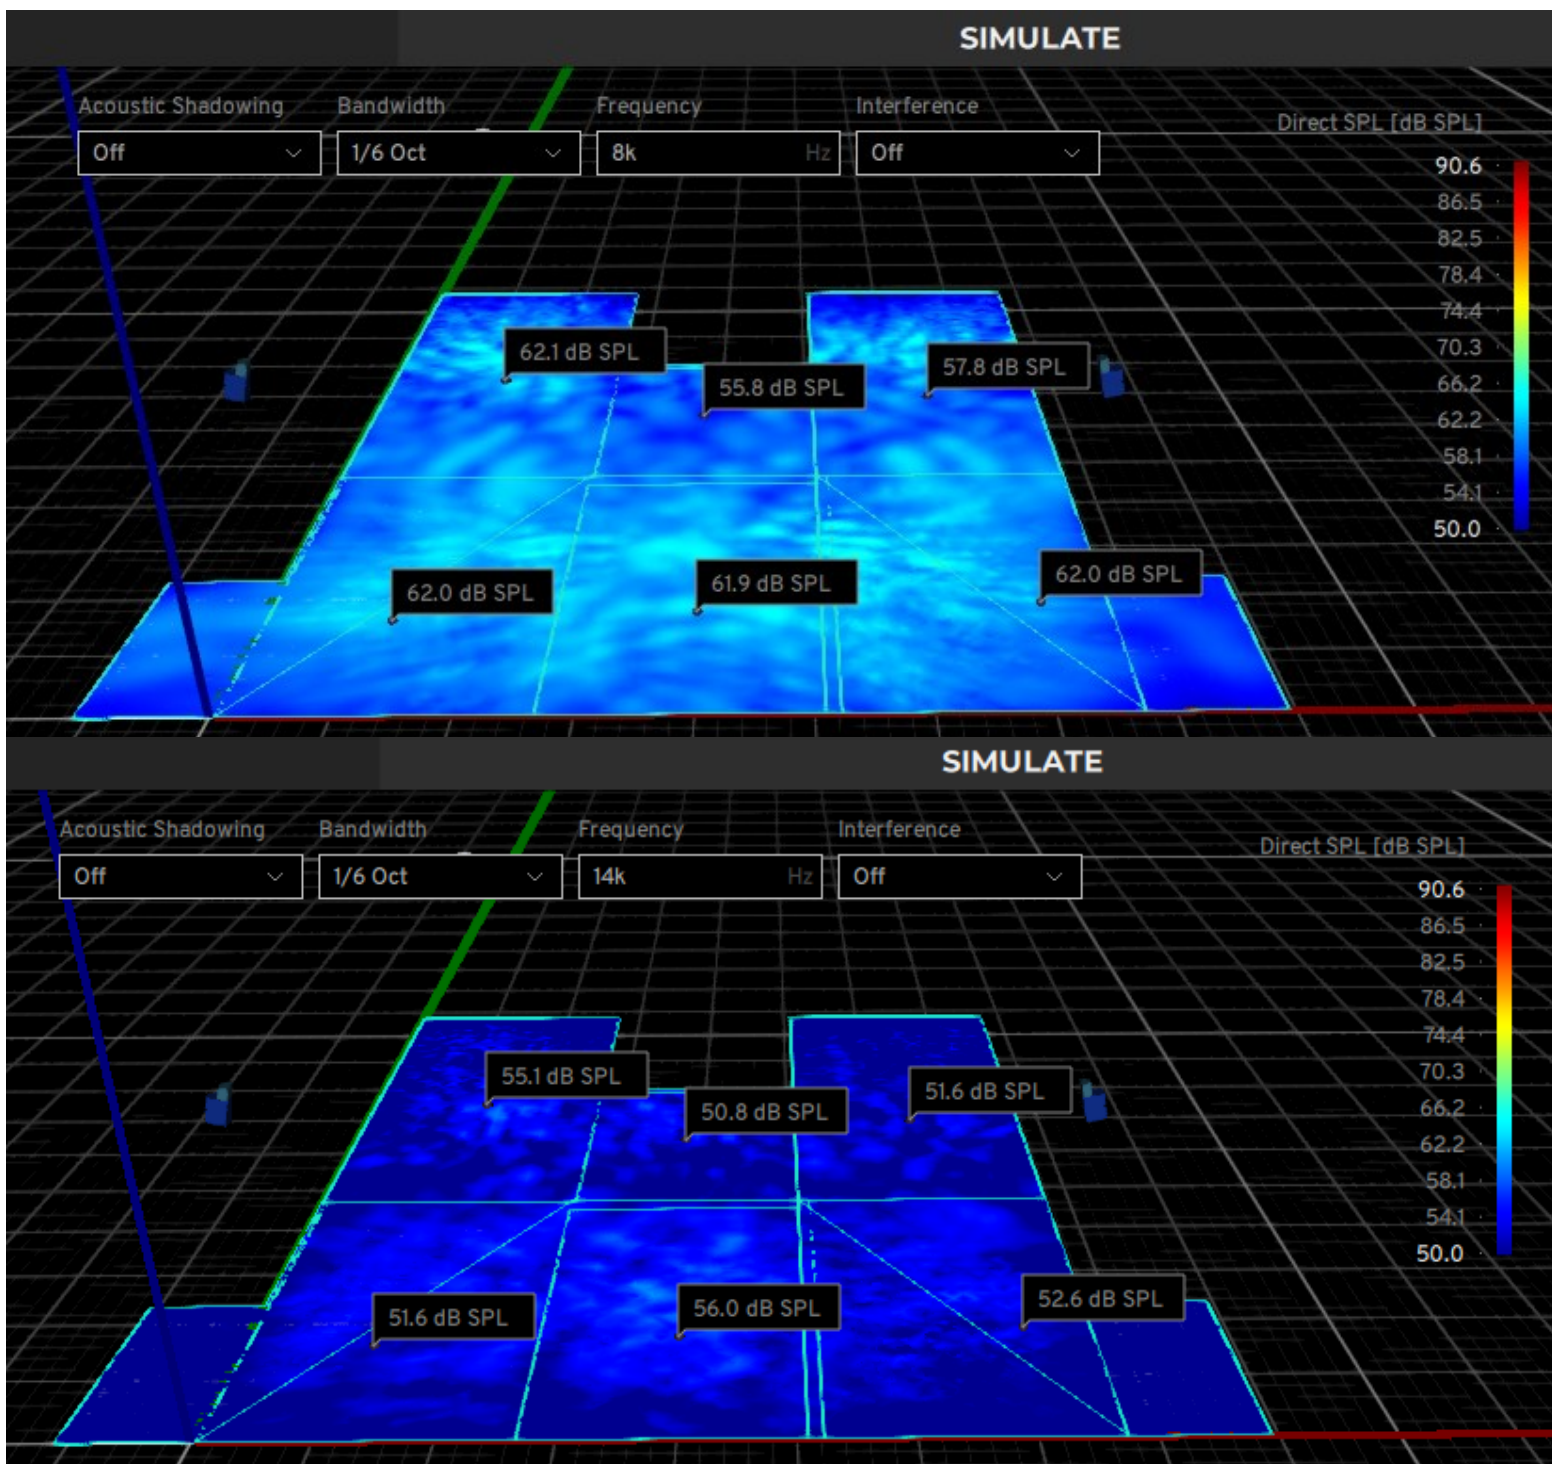 SIMULATE
Acoustic Shadowing Bandwidth Frequency Interference
Direct SPL [dB SPL]
Off 1/6 Oct 8k Hz Off
90.6
86.5
82.5
78.4
74.4
70.3
66.2
62.2
58.1
54.1
50.0
62.1 dB SPL
55.8 dB SPL
57.8 dB SPL
62.0 dB SPL
61.9 dB SPL
62.0 dB SPL
SIMULATE
Acoustic Shadowing Bandwidth Frequency Interference
Direct SPL [dB SPL]
Off 1/6 Oct 14k Hz Off
90.6
86.5
82.5
78.4
74.4
70.3
66.2
62.2
58.1
54.1
50.0
55.1 dB SPL
50.8 dB SPL
51.6 dB SPL
51.6 dB SPL
56.0 dB SPL
52.6 dB SPL